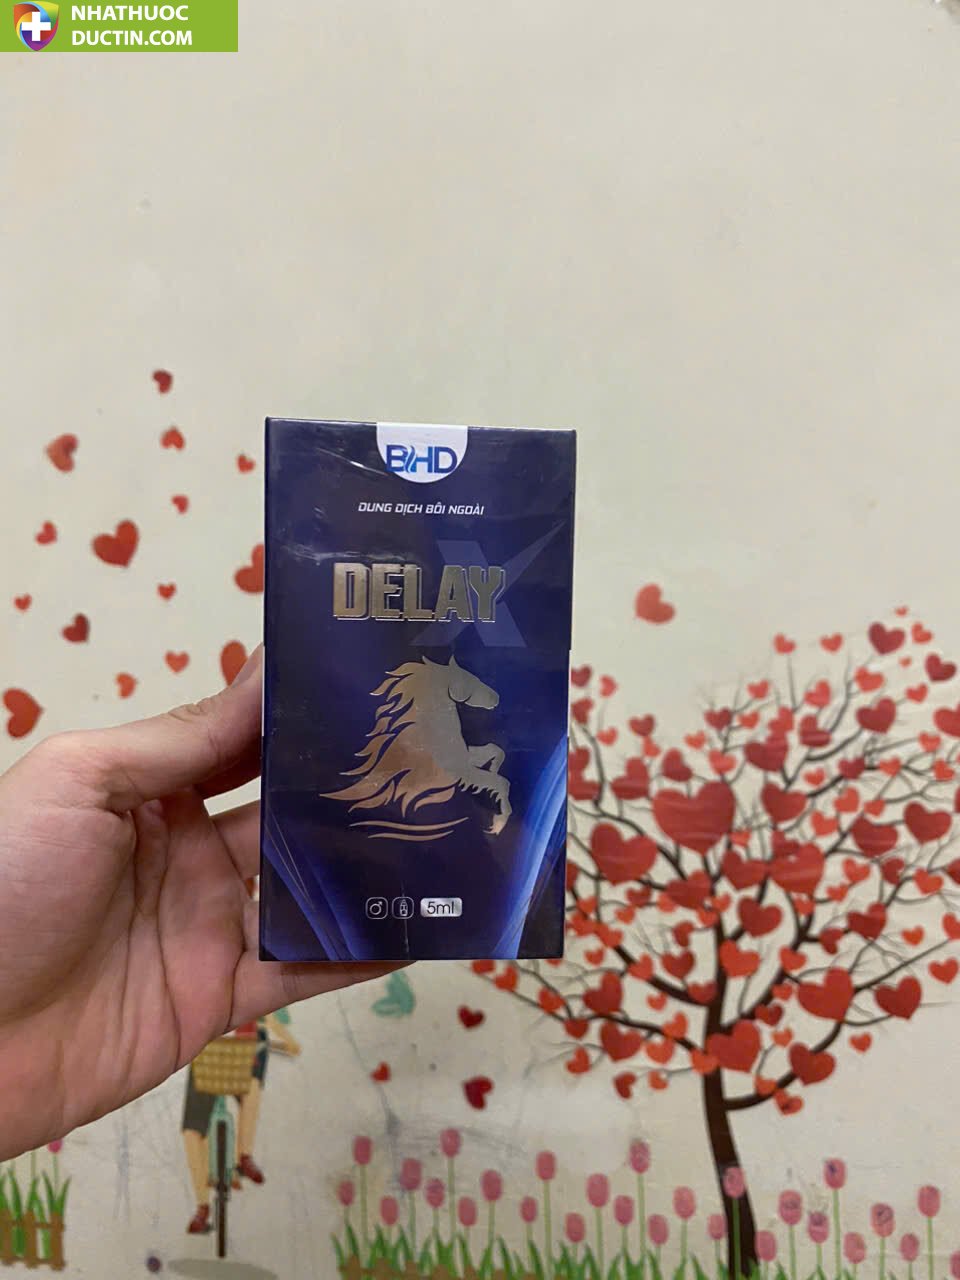 NHATHUOC
DUCTIN.COM
BHD
DUNG DỊCH BÔI NGOÀI
DELAY
X
5ml